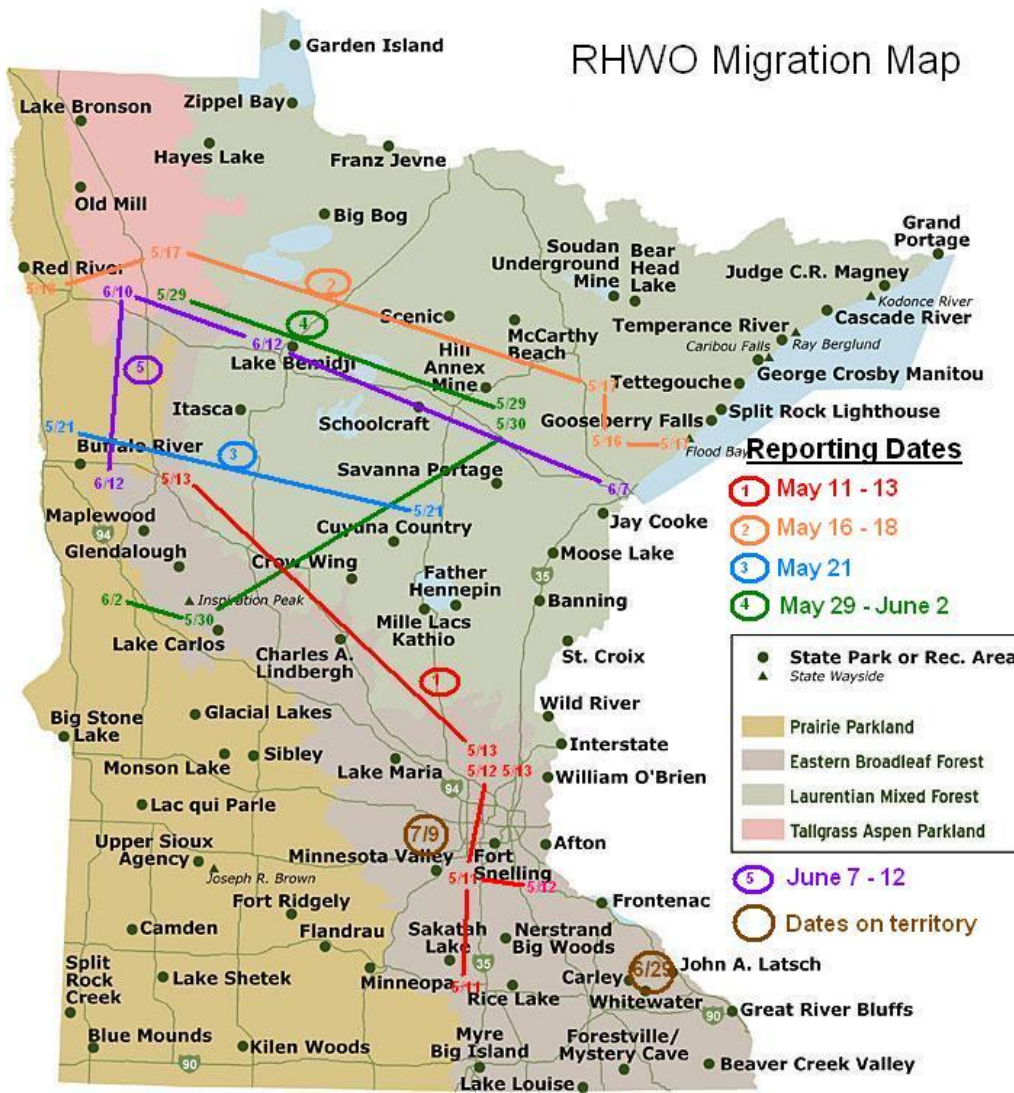 RHWO Migration Map
Garden Island
Zippel Bay
Lake Bronson
Hayes Lake
Franz Jevne
Old Mill
Big Bog
Grand
Portage
Soudan
Underground
Mine
Bear
Head
Lake
Judge C.R. Magney
Kodonce River
Red River
5/17
5/18
2
6/10
5/29
4
Scenic
McCarthy
Beach
Temperance River
Cascade River
Caribou Falls
Ray Berglund
6/12
Lake Bemidji
Hill
Annex
Mine
George Crosby Manitou
5
5/17
Tettegouche
Itasca
Schoolcraft
5/29
5/30
Gooseberry Falls
Split Rock Lighthouse
5/21
Buffalo River
3
5/16
5/17
Flood Bay
Reporting Dates
6/12
5/13
Savanna Portage
6/7
1 May 11 - 13
Maplewood
5/21
Cuyuna Country
Jay Cooke
2 May 16 - 18
94
Glendalough
Crow Wing
Moose Lake
3 May 21
Father
Hennepin
35
4 May 29 - June 2
6/2
Inspiration Peak
5/30
Banning
Mille Lacs
Kathio
Lake Carlos
Charles A.
Lindbergh
St. Croix
State Park or Rec. Area
State Wayside
1
Big Stone
Lake
Glacial Lakes
Wild River
Prairie Parkland
Monson Lake
Sibley
Lake Maria
5/13
Interstate
Eastern Broadleaf Forest
5/12
5/13
William O'Brien
94
Laurentian Mixed Forest
Lac qui Parle
Tallgrass Aspen Parkland
Upper Sioux
Agency
7/9
Afton
Minnesota Valley
Fort
Snelling
Joseph R. Brown
5/11
5/12
5 June 7 - 12
Fort Ridgely
Frontenac
Dates on territory
Camden
Flandrau
Sakatah
Lake
Nerstrand
Big Woods
35
Split
Rock
Creek
Lake Shetek
Minneopa
5/11
Rice Lake
Carley
6/29
John A. Latsch
Whitewater
Great River Bluffs
90
Blue Mounds
90
Kilen Woods
Myre
Big Island
Forestville/
Mystery Cave
Beaver Creek Valley
Lake Louise